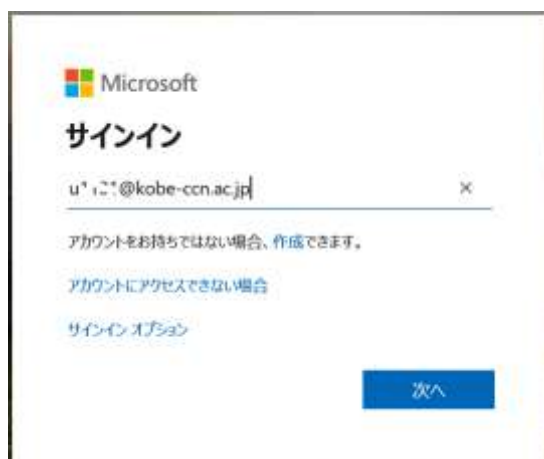 Microsoft
サインイン
@kobe-ccn.ac.jp
アカウントをお持ちではない場合、作成できます。
アカウントにアクセスできない場合
サインイン オプション
次へ